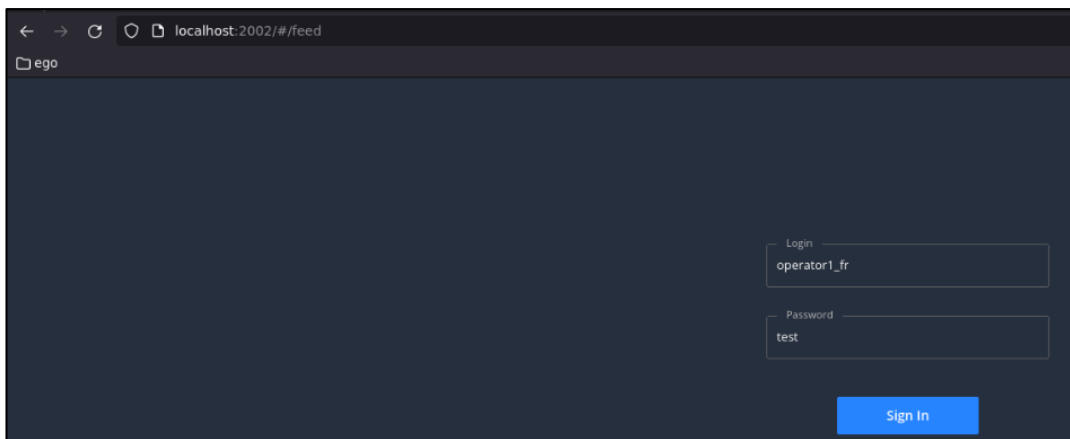 localhost:2002/#/feed
ego
Login
operator1_fr
Password
test
Sign In